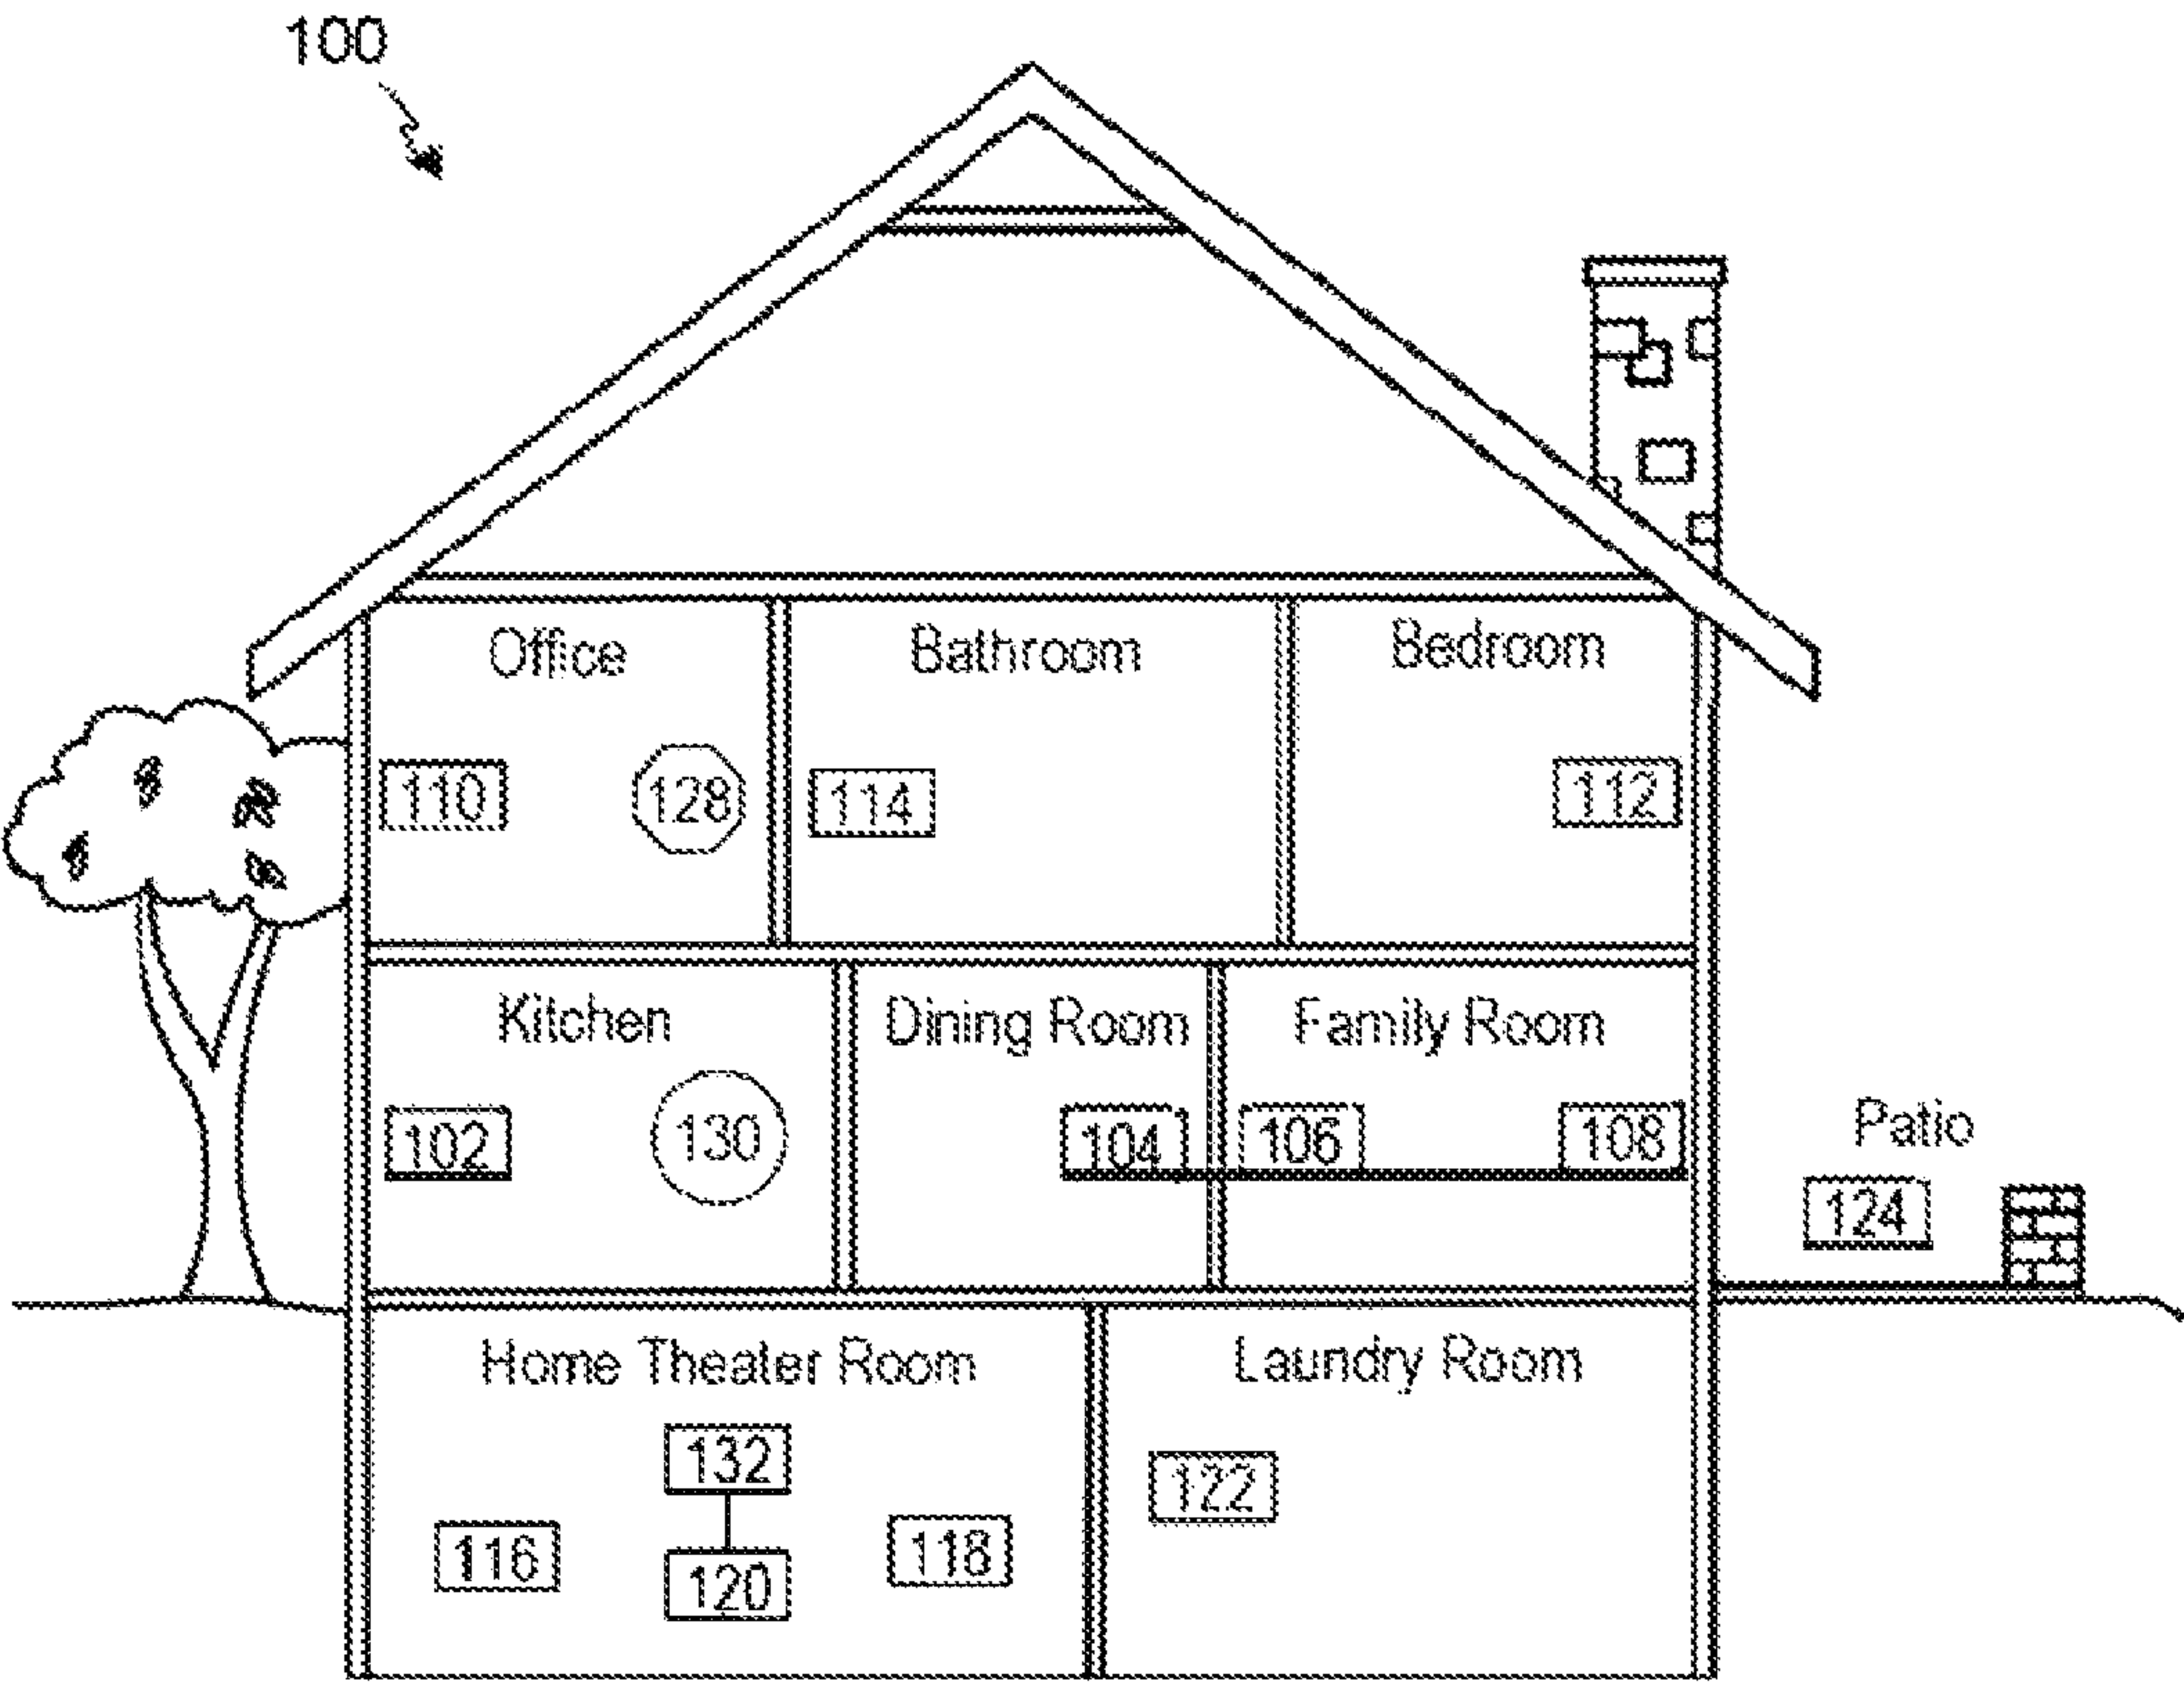 100
Office
Bathroom
Bedroom
110
128
114
112
Kitchen
Dining Room
Family Room
102
130
104
106
108
Patio
124
Home Theater Room
Laundry Room
132
122
116
120
118